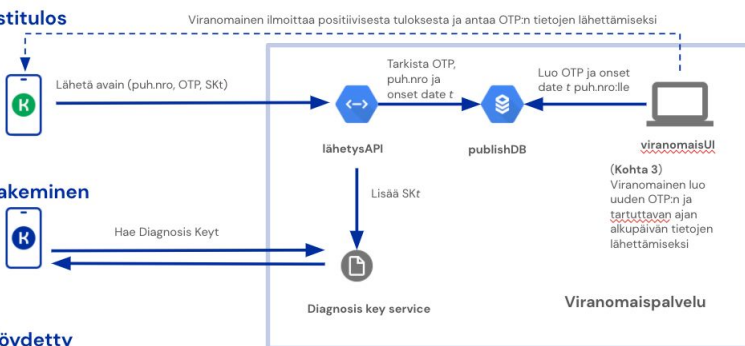 stitulos
Viranomainen ilmoittaa positiivisesta tuloksesta ja antaa OTP:n tietojen lähettämiseksi
Lähetä avain (puh.nro, OTP, SKt)
Tarkista OTP,
puh.nro ja
onset date t
Luo OTP ja onset
date t puh.nro:lle
K
lähetysAPI
publishDB
viranomaisUI
(Kohta 3)
Viranomainen luo
uuden OTP:n ja
tartuttavan ajan
alkupäivän tietojen
lähettämiseksi
Lisää SKt
akeminen
K
Hae Diagnosis Keyt
Diagnosis key service
Viranomaispalvelu
öydetty